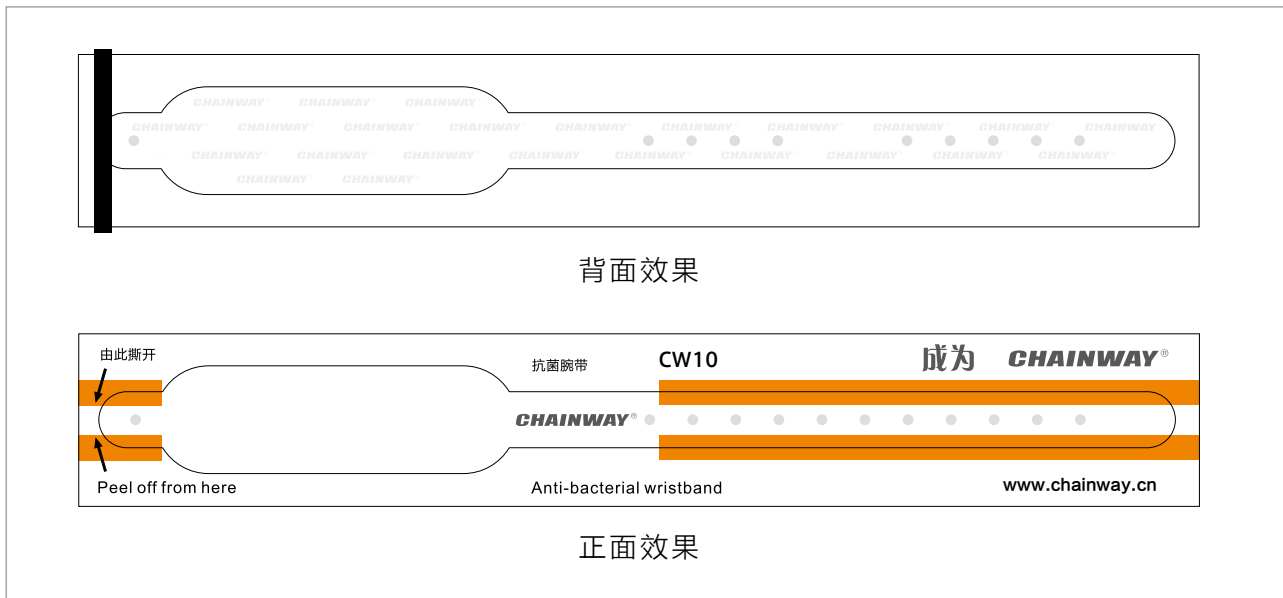 CHAINWAY CHAINWAY CHAINWAY
CHAINWAY CHAINWAY CHAINWAY CHAINWAY CHAINWAY CHAINWAY CHAINWAY CHAINWAY CHAINWAY CHAINWAY
CHAINWAY CHAINWAY CHAINWAY CHAINWAY CHAINWAY CHAINWAY CHAINWAY CHAINWAY CHAINWAY
CHAINWAY CHAINWAY
背面效果
由此撕开
抗菌腕带 CW10 成为 CHAINWAY®
CHAINWAY®
Peel off from here Anti-bacterial wristband www.chainway.cn
正面效果